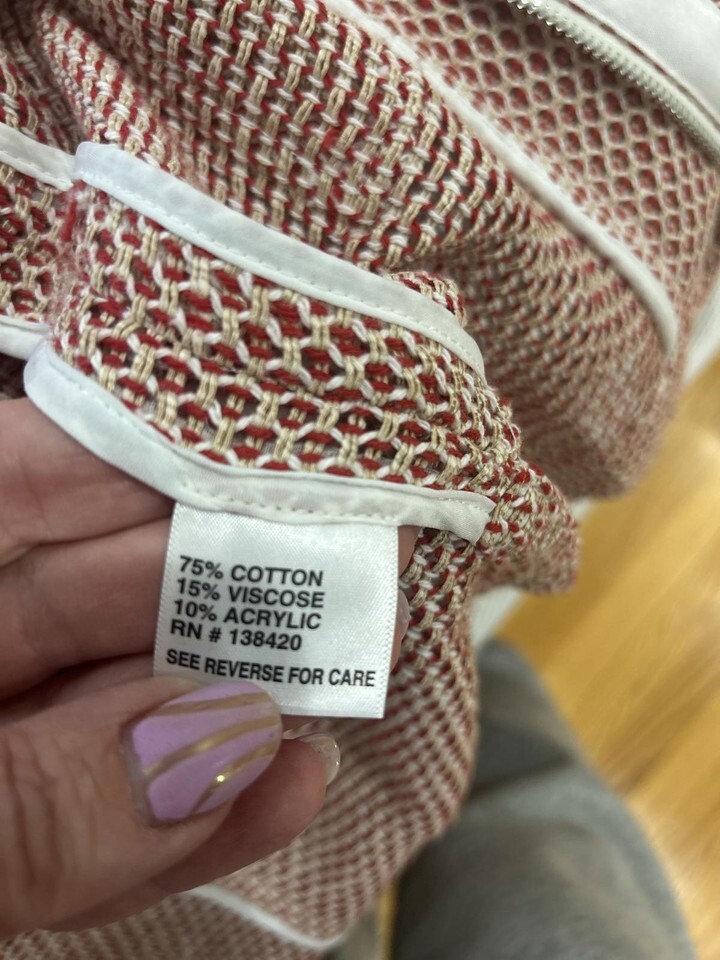 75% COTTON
15% VISCOSE
10% ACRYLIC
RN # 138420
SEE REVERSE FOR CARE